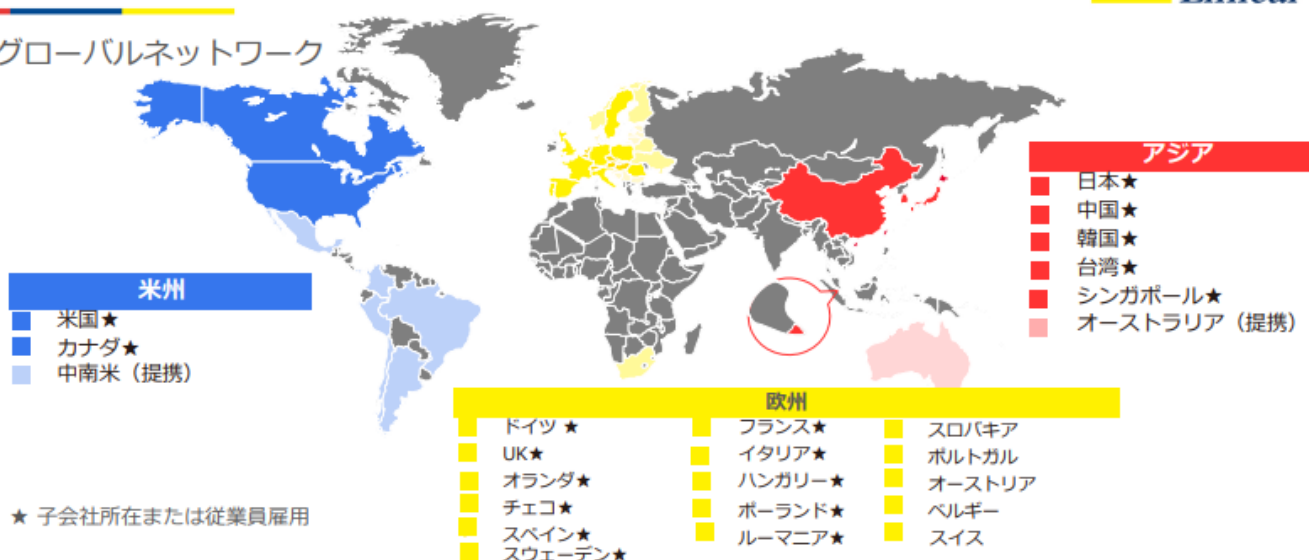 グローバルネットワーク
アジア
日本★
中国★
韓国★
台湾★
シンガポール★
オーストラリア（提携）
米州
米国★
カナダ★
中南米（提携）
欧州
ドイツ ★
UK★
オランダ★
チェコ★
スペイン★
スウェーデン★
フランス★
イタリア★
ハンガリー★
ポーランド★
ルーマニア★
スロバキア
ポルトガル
オーストリア
ベルギー
スイス
★ 子会社所在または従業員雇用